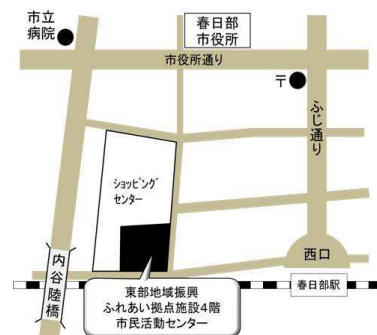 市立
病院
春日部
市役所
市役所通り
〒
ふじ通り
ｼｮｯﾋﾟﾝｸﾞ
センター
内谷陸橋
西口
春日部駅
東部地域振興
ふれあい拠点施設4階
市民活動センター